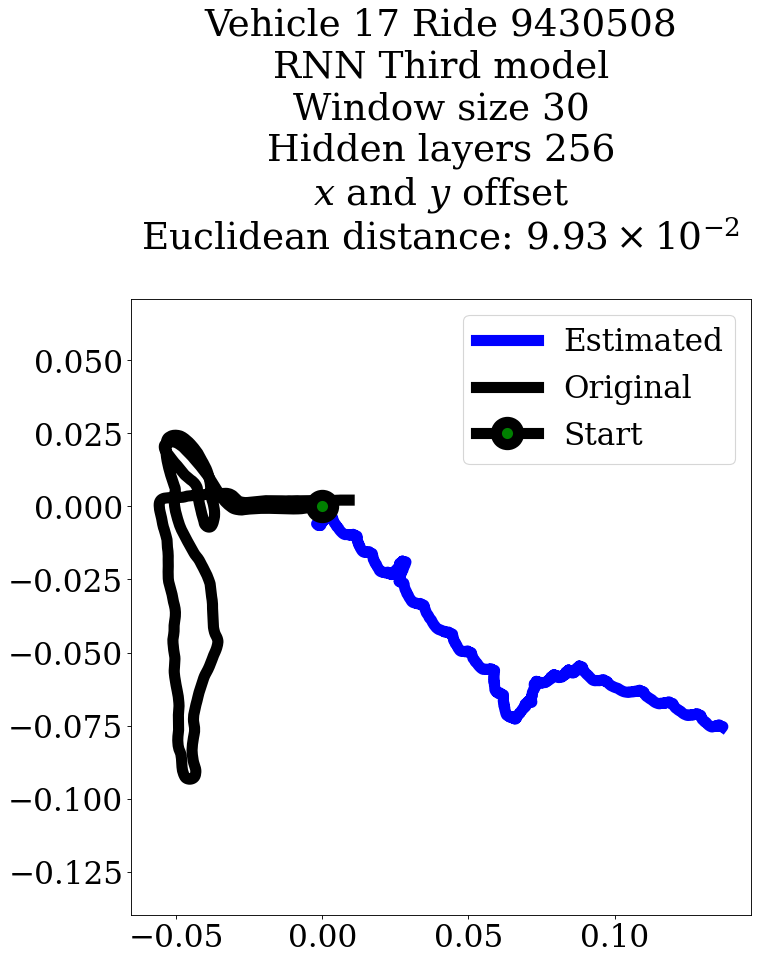 Vehicle 17 Ride 9430508
RNN Third model
Window size 30
Hidden layers 256
x and y offset
Euclidean distance: 9.93 × 10⁻²
Estimated
Original
Start
0.050
0.025
0.000
−0.025
−0.050
−0.075
−0.100
−0.125
−0.05 0.00 0.05 0.10